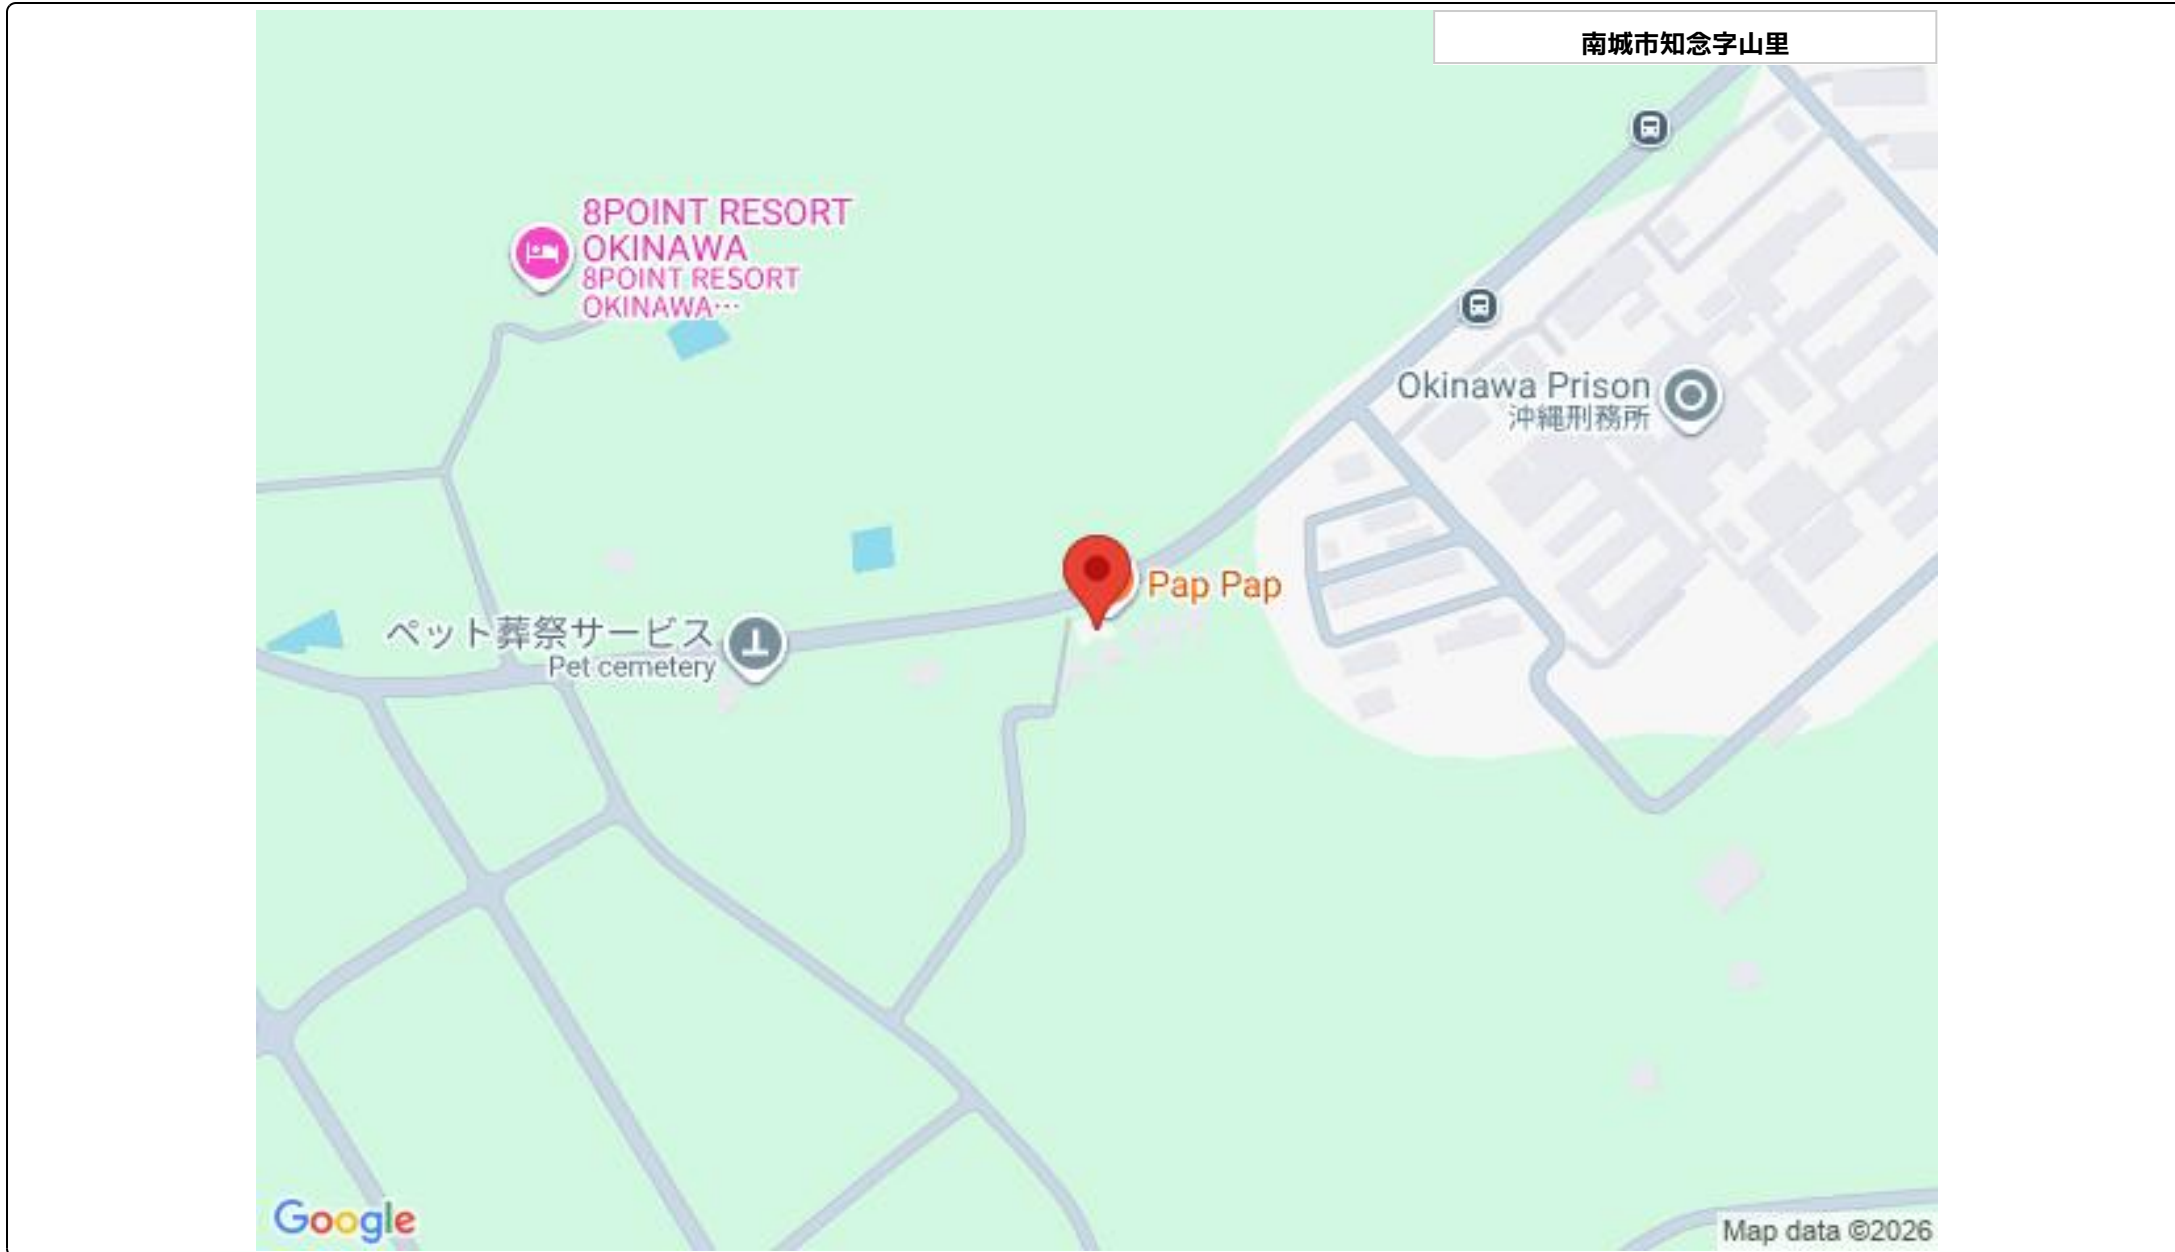 南城市知念字山里
8POINT RESORT
OKINAWA
8POINT RESORT
OKINAWA…
Okinawa Prison
沖縄刑務所
Pap Pap
ペット葬祭サービス
Pet cemetery
Google
Map data ©2026